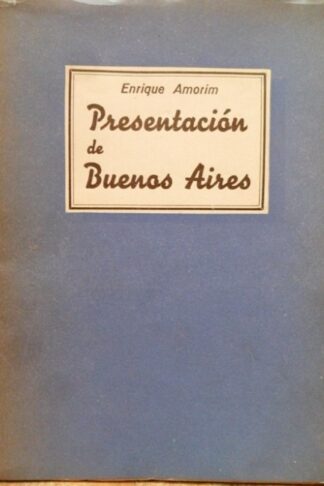 Enrique Amorim
Presentación
de
Buenos Aires